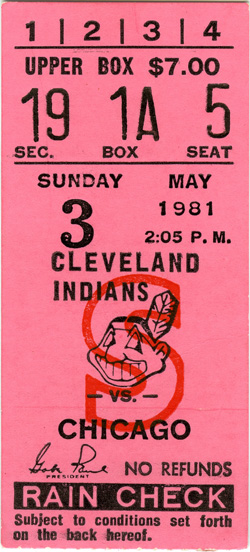 1 | 2 | 3 | 4
UPPER BOX $7.00
19 1A 5
SEC. BOX SEAT
SUNDAY MAY
3 1981
2:05 P. M.
CLEVELAND
INDIANS
S
— VS. —
CHICAGO
PRESIDENT
NO REFUNDS
RAIN CHECK
Subject to conditions set forth
on the back hereof.